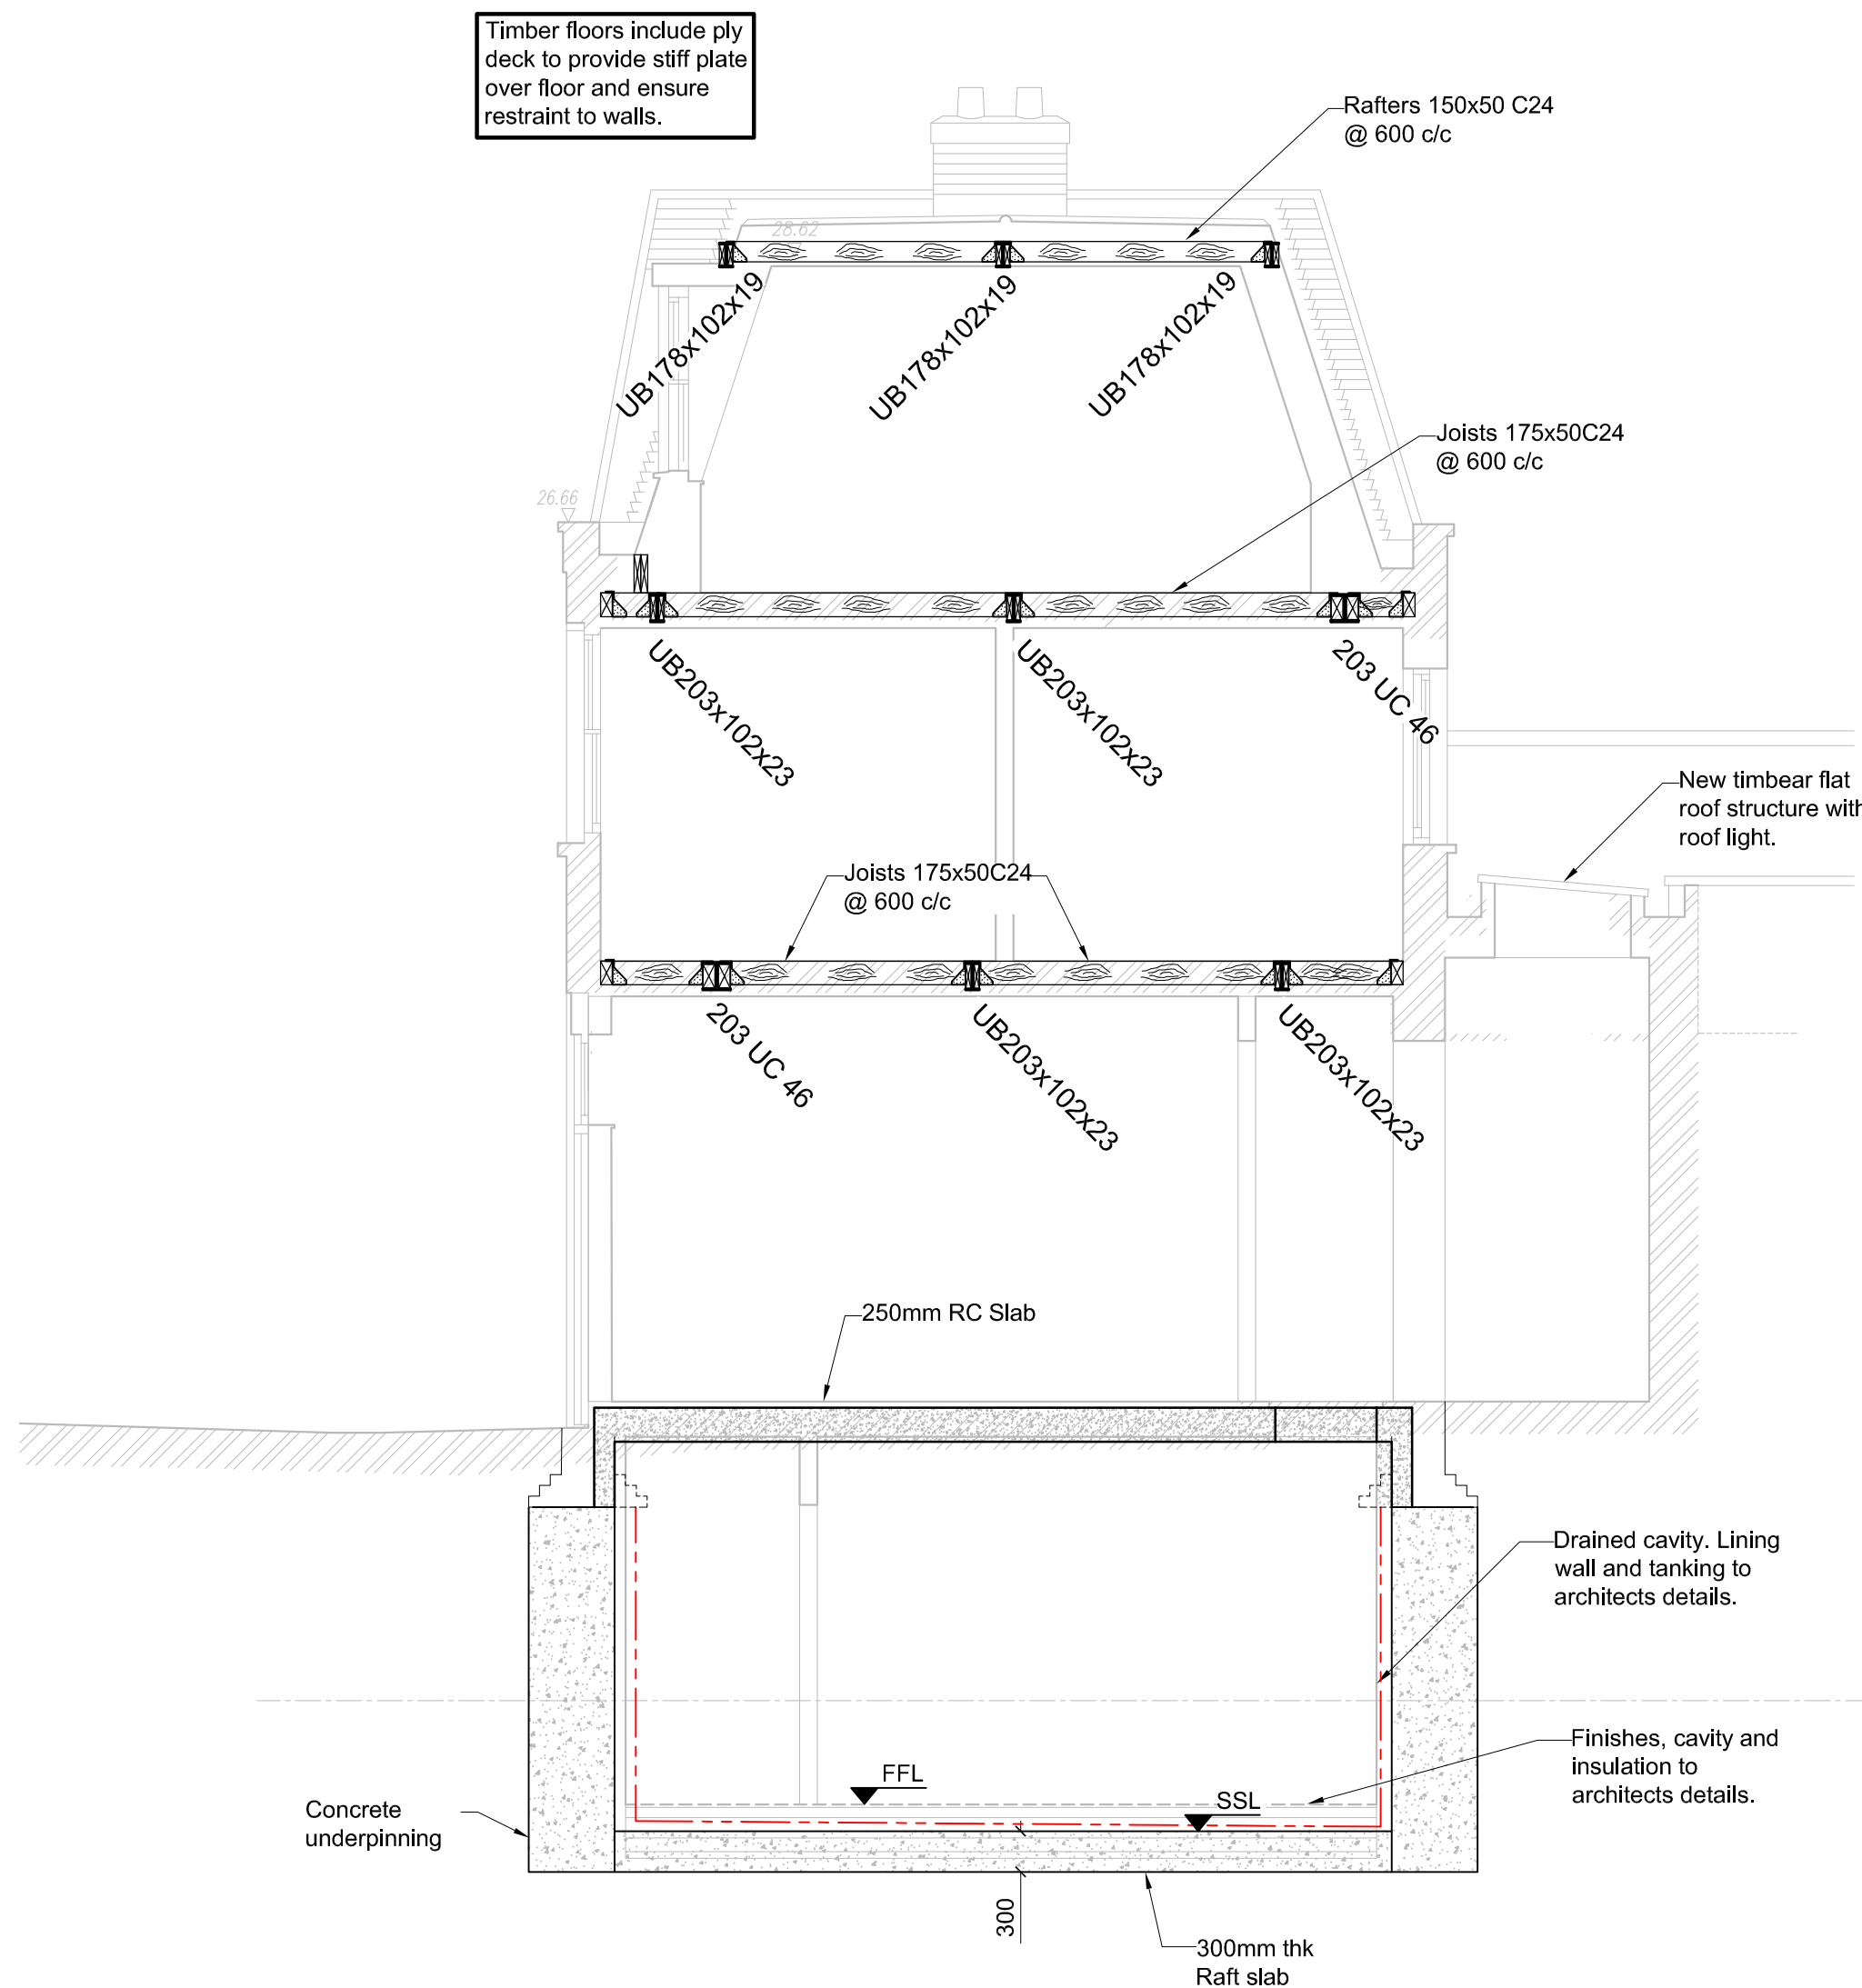 Timber floors include ply
deck to provide stiff plate
over floor and ensure
restraint to walls.
Rafters 150x50 C24
@ 600 c/c
28.62
UB178x102x19
UB178x102x19
UB178x102x19
Joists 175x50C24
@ 600 c/c
26.66
UB203x102x23
UB203x102x23
203 UC 46
New timbear flat
roof structure with
roof light.
Joists 175x50C24
@ 600 c/c
203 UC 46
UB203x102x23
UB203x102x23
250mm RC Slab
Drained cavity. Lining
wall and tanking to
architects details.
Finishes, cavity and
insulation to
architects details.
FFL
SSL
Concrete
underpinning
300
300mm thk
Raft slab